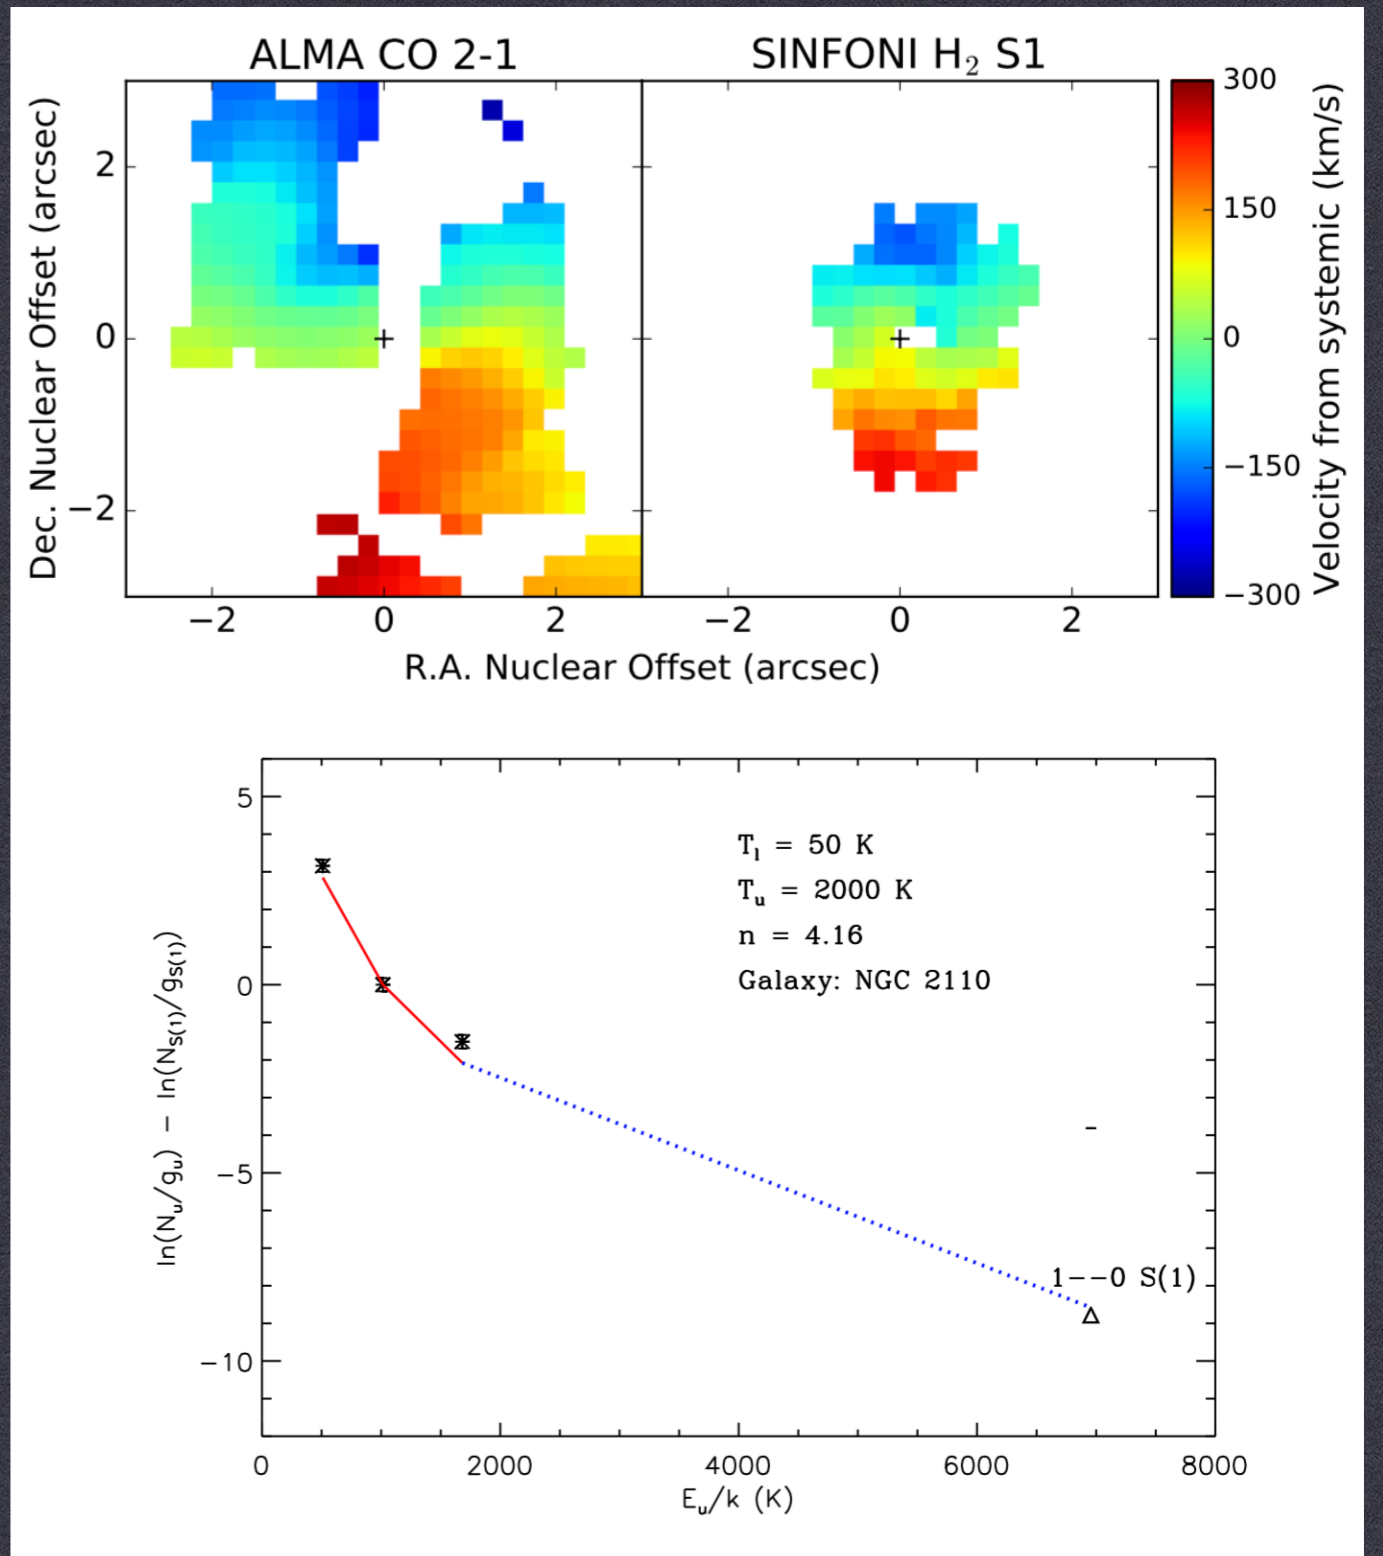 ALMA CO 2-1
SINFONI H₂ S1
Dec. Nuclear Offset (arcsec)
2
0
−2
−2 0 2
−2 0 2
R.A. Nuclear Offset (arcsec)
300
150
0
−150
−300
Velocity from systemic (km/s)
ln(Nᵤ/gᵤ) − ln(N_S(1)/g_S(1))
5
0
−5
−10
Tₗ = 50 K
Tᵤ = 2000 K
n = 4.16
Galaxy: NGC 2110
1--0 S(1)
0 2000 4000 6000 8000
Eᵤ/k (K)